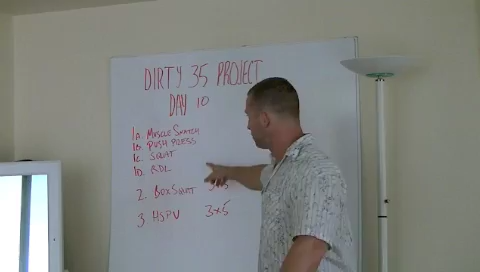 DIRTY 35 PROJECT
DAY 10
1A. MUSCLE SNATCH
1B. PUSH PRESS
1C. SQUAT
1D. RDL
2. BOX SQUAT
3 HSPU 3x5